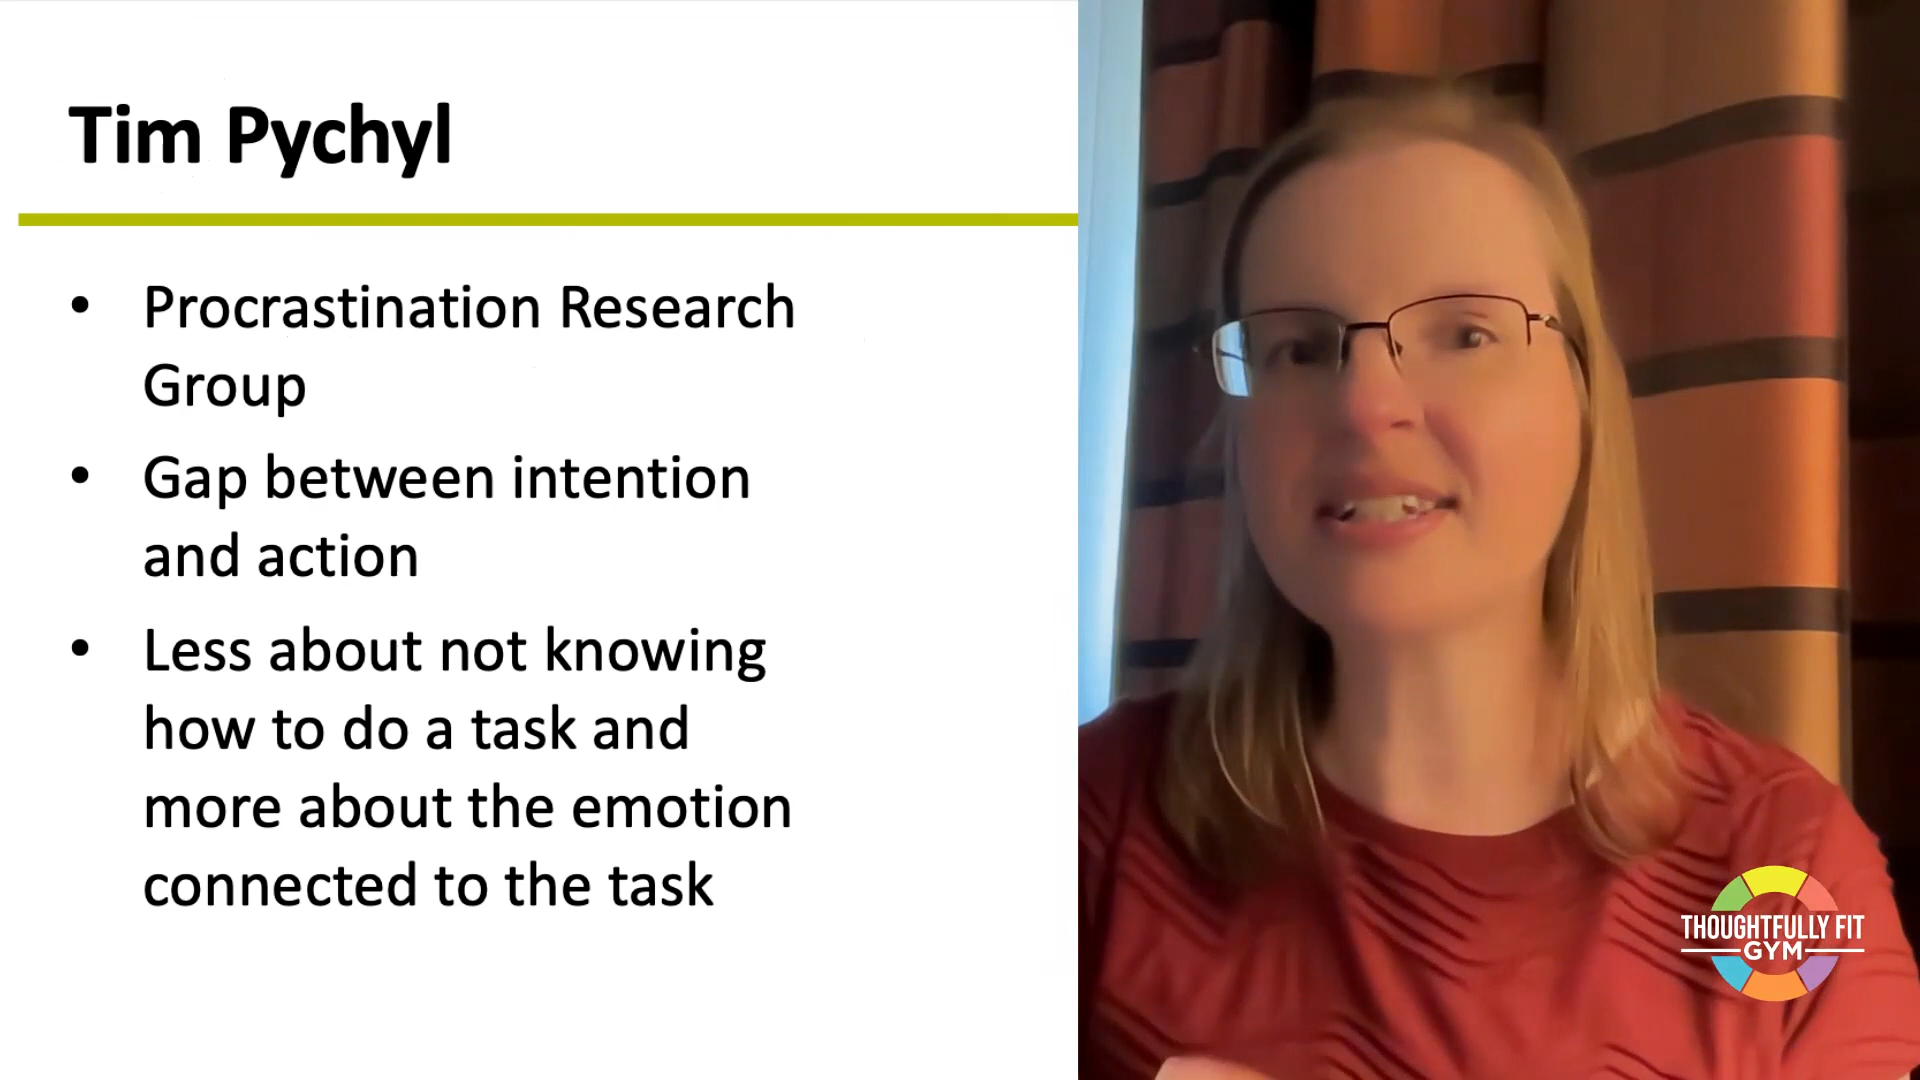 Tim Pychyl
• Procrastination Research
Group
• Gap between intention
and action
• Less about not knowing
how to do a task and
more about the emotion
connected to the task
THOUGHTFULLY FIT
GYM